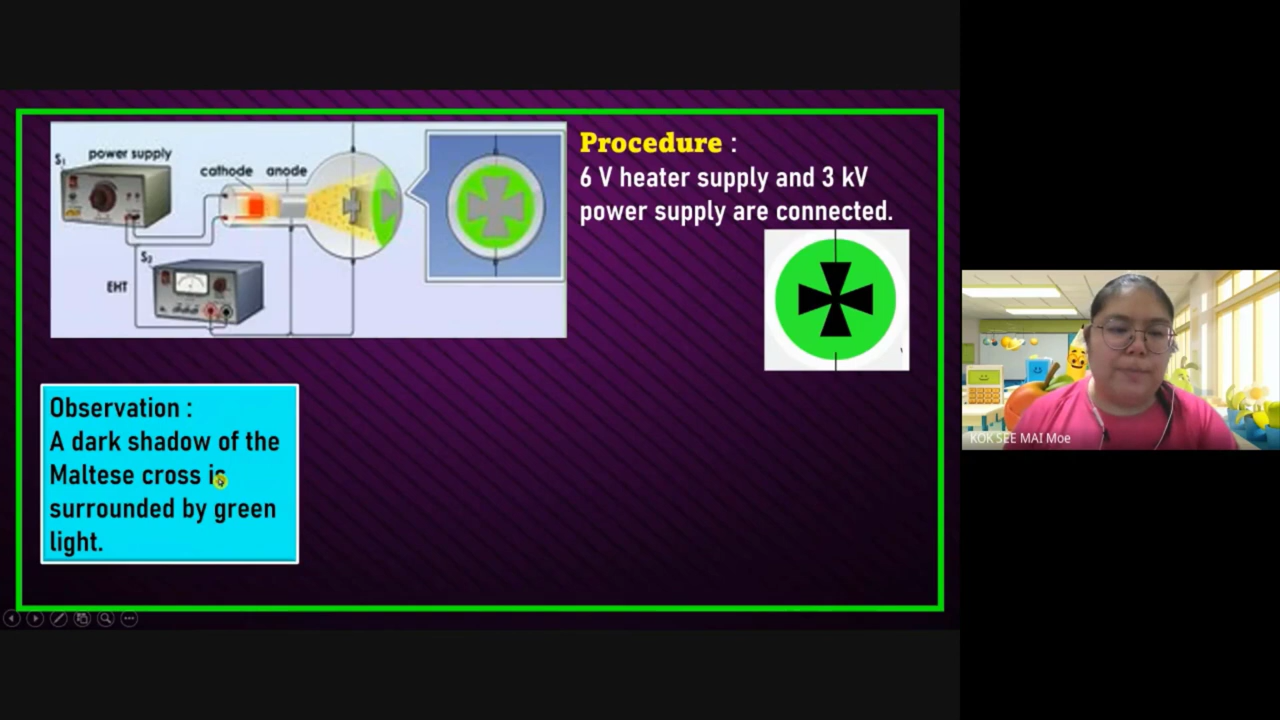 S1
power supply
cathode
anode
S2
EHT
Procedure :
6 V heater supply and 3 kV
power supply are connected.
Observation :
A dark shadow of the
Maltese cross is
surrounded by green
light.
KOK SEE MAI Moe